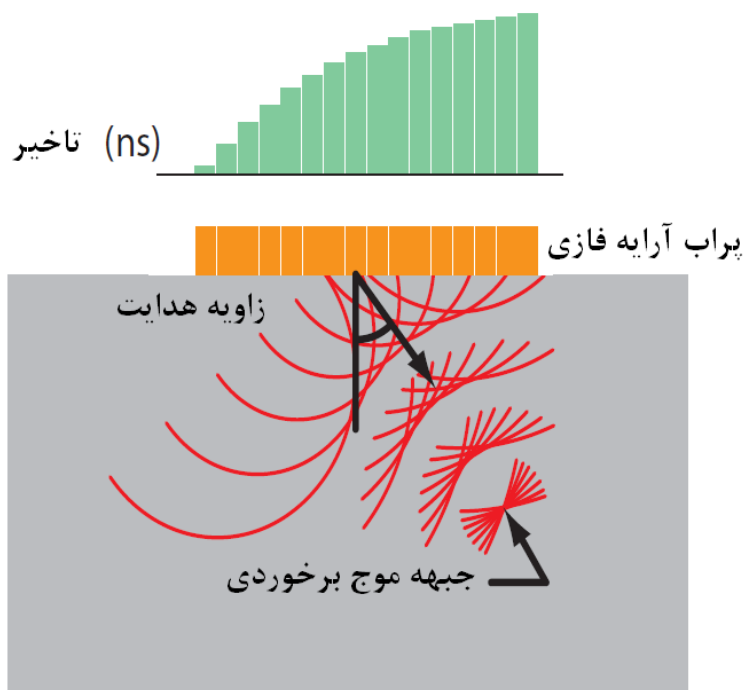 تاخیر (ns)
پراب آرایه فازی
زاویه هدایت
جبهه موج برخوردی